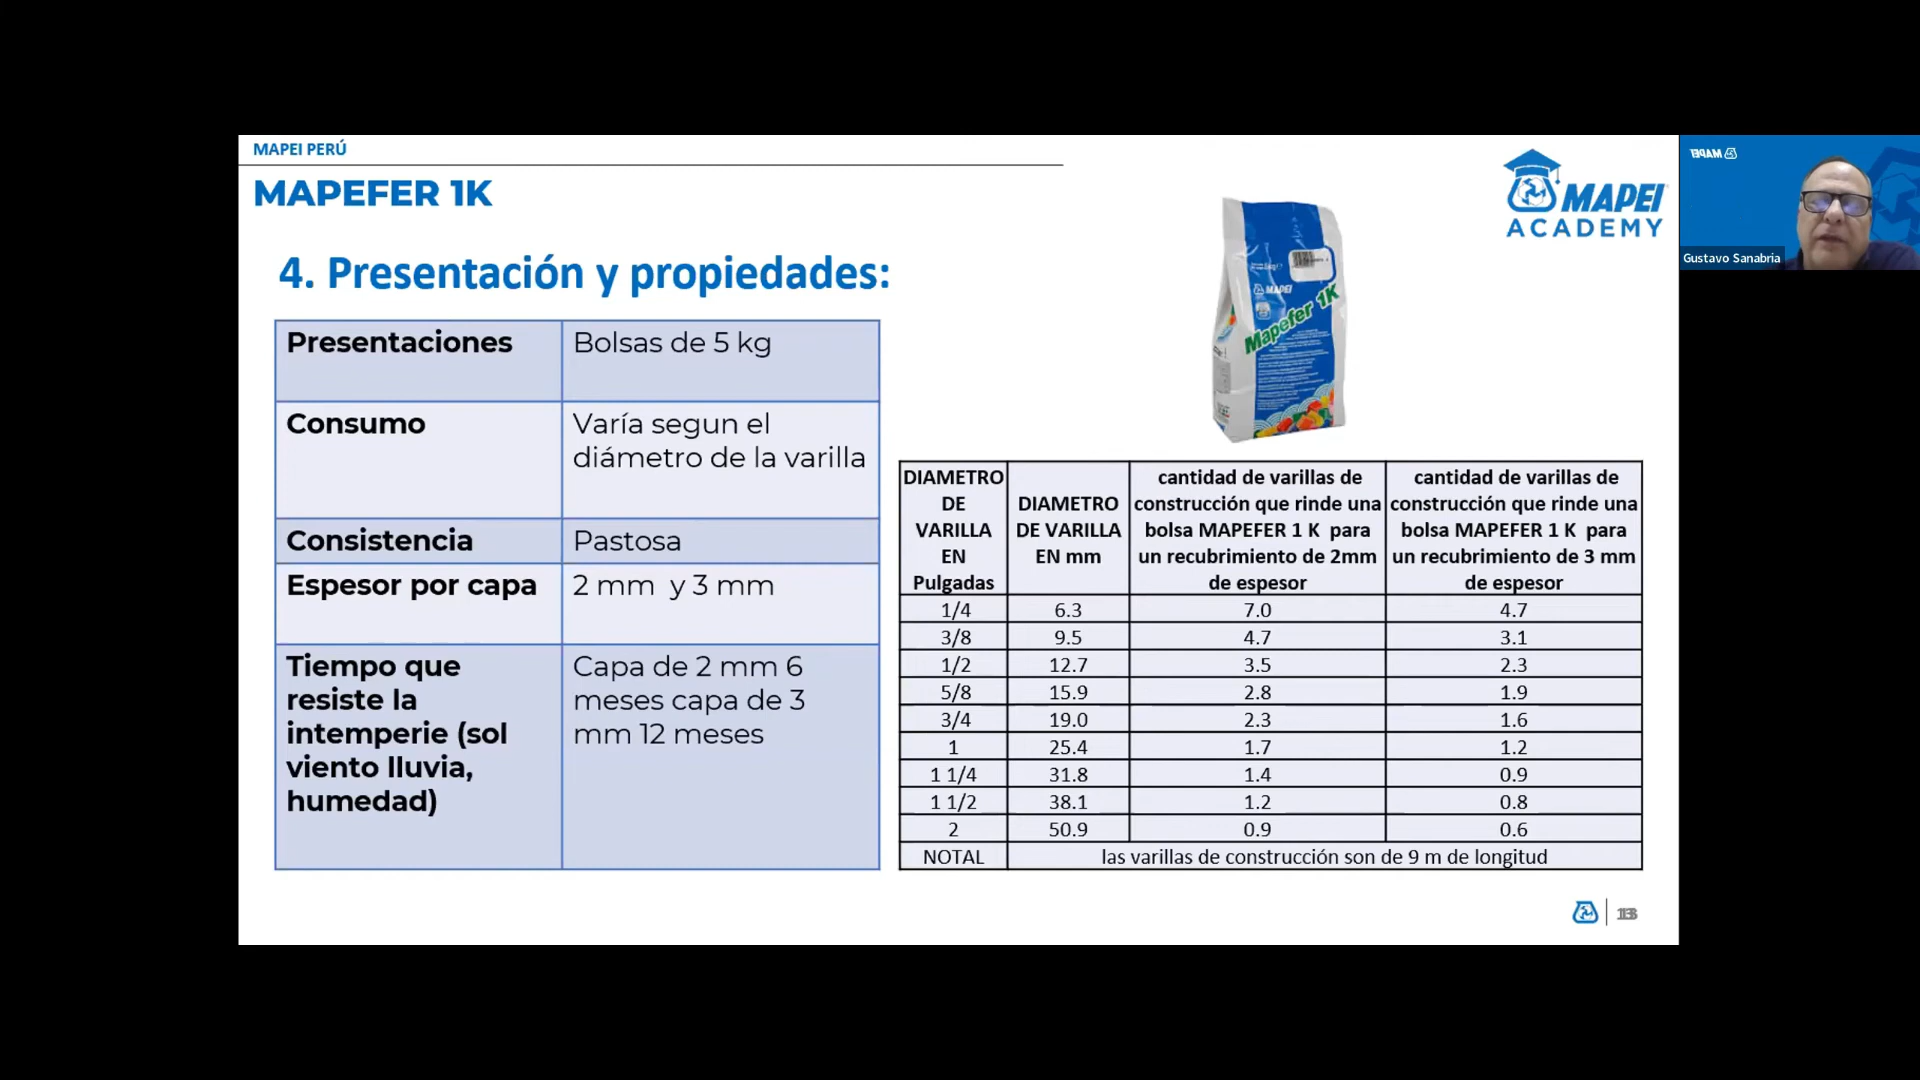 MAPEI PERÚ
MAPEFER 1K
MAPEI
ACADEMY
MAPEI
Gustavo Sanabria
4. Presentación y propiedades:
MAPEI
Mapefer 1K
Presentaciones
Bolsas de 5 kg
Consumo
Varía segun el
diámetro de la varilla
Consistencia
Pastosa
Espesor por capa
2 mm y 3 mm
Tiempo que
resiste la
intemperie (sol
viento lluvia,
humedad)
Capa de 2 mm 6
meses capa de 3
mm 12 meses
DIAMETRO
DE
VARILLA
EN
Pulgadas
DIAMETRO
DE VARILLA
EN mm
cantidad de varillas de
construcción que rinde una
bolsa MAPEFER 1 K para
un recubrimiento de 2mm
de espesor
cantidad de varillas de
construcción que rinde una
bolsa MAPEFER 1 K para
un recubrimiento de 3 mm
de espesor
1/4 6.3 7.0 4.7
3/8 9.5 4.7 3.1
1/2 12.7 3.5 2.3
5/8 15.9 2.8 1.9
3/4 19.0 2.3 1.6
1 25.4 1.7 1.2
1 1/4 31.8 1.4 0.9
1 1/2 38.1 1.2 0.8
2 50.9 0.9 0.6
NOTAL las varillas de construcción son de 9 m de longitud